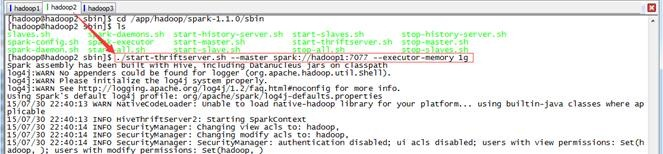 hadoop1 hadoop2 hadoop3
[hadoop@hadoop2 sbin]$ cd /app/hadoop/spark-1.1.0/sbin
[hadoop@hadoop2 sbin]$ ls
slaves.sh spark-daemons.sh start-history-server.sh start-slaves.sh stop-history-server.sh
spark-config.sh spark-executor start-master.sh start-thriftserver.sh stop-master.sh
spark-daemon.sh start-all.sh start-slave.sh stop-all.sh stop-slaves.sh
[hadoop@hadoop2 sbin]$ ./start-thriftserver.sh --master spark://hadoop1:7077 --executor-memory 1g
Spark assembly has been built with Hive, including Datanucleus jars on classpath
log4j:WARN No appenders could be found for logger (org.apache.hadoop.util.Shell).
log4j:WARN Please initialize the log4j system properly.
log4j:WARN See http://logging.apache.org/log4j/1.2/faq.html#noconfig for more info.
Using Spark's default log4j profile: org/apache/spark/log4j-defaults.properties
15/07/30 22:40:13 WARN NativeCodeLoader: Unable to load native-hadoop library for your platform... using builtin-java classes where app
licable
15/07/30 22:40:13 INFO HiveThriftServer2: Starting SparkContext
15/07/30 22:40:14 INFO SecurityManager: Changing view acls to: hadoop,
15/07/30 22:40:14 INFO SecurityManager: Changing modify acls to: hadoop,
15/07/30 22:40:14 INFO SecurityManager: SecurityManager: authentication disabled; ui acls disabled; users with view permissions: Set(ha
doop, ); users with modify permissions: Set(hadoop, )